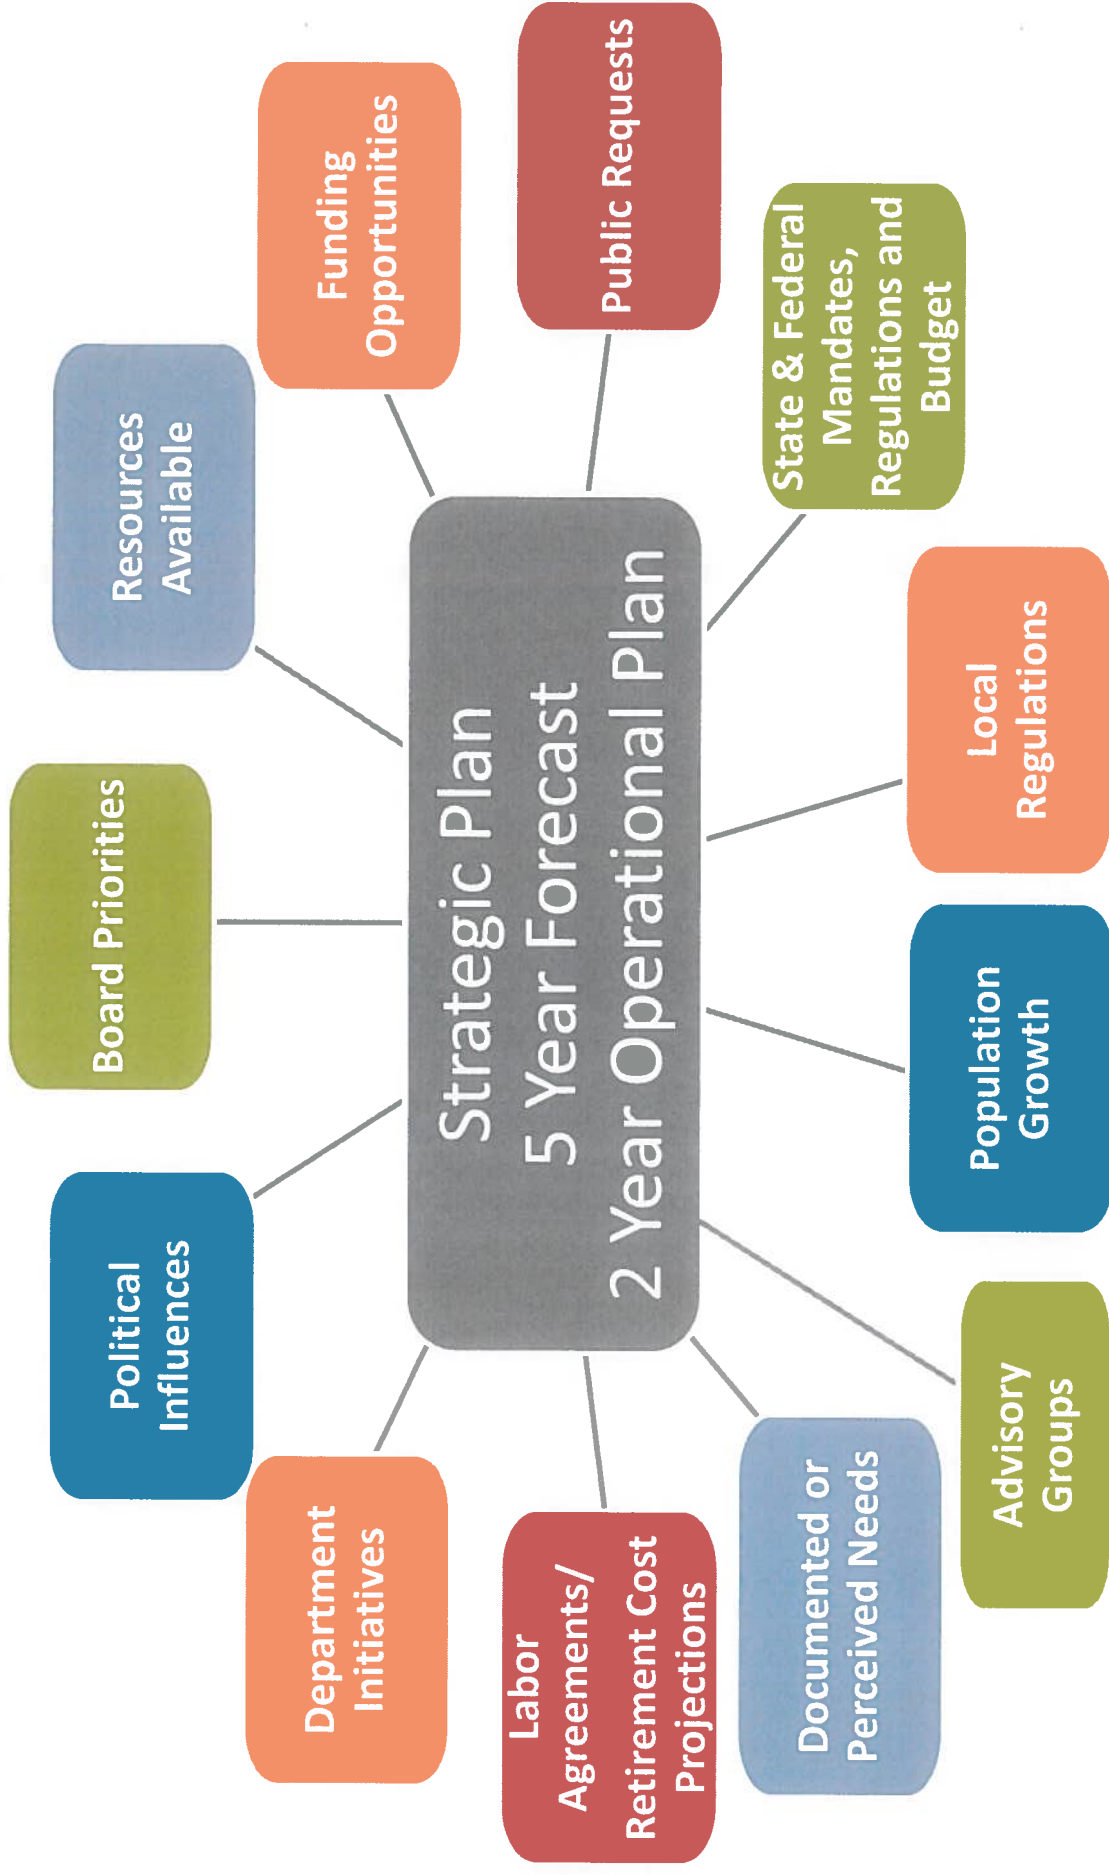 Board Priorities
Resources
Available
Funding
Opportunities
Public Requests
State & Federal
Mandates,
Regulations and
Budget
Local
Regulations
Population
Growth
Advisory
Groups
Documented or
Perceived Needs
Labor
Agreements/
Retirement Cost
Projections
Department
Initiatives
Political
Influences
Strategic Plan
5 Year Forecast
2 Year Operational Plan